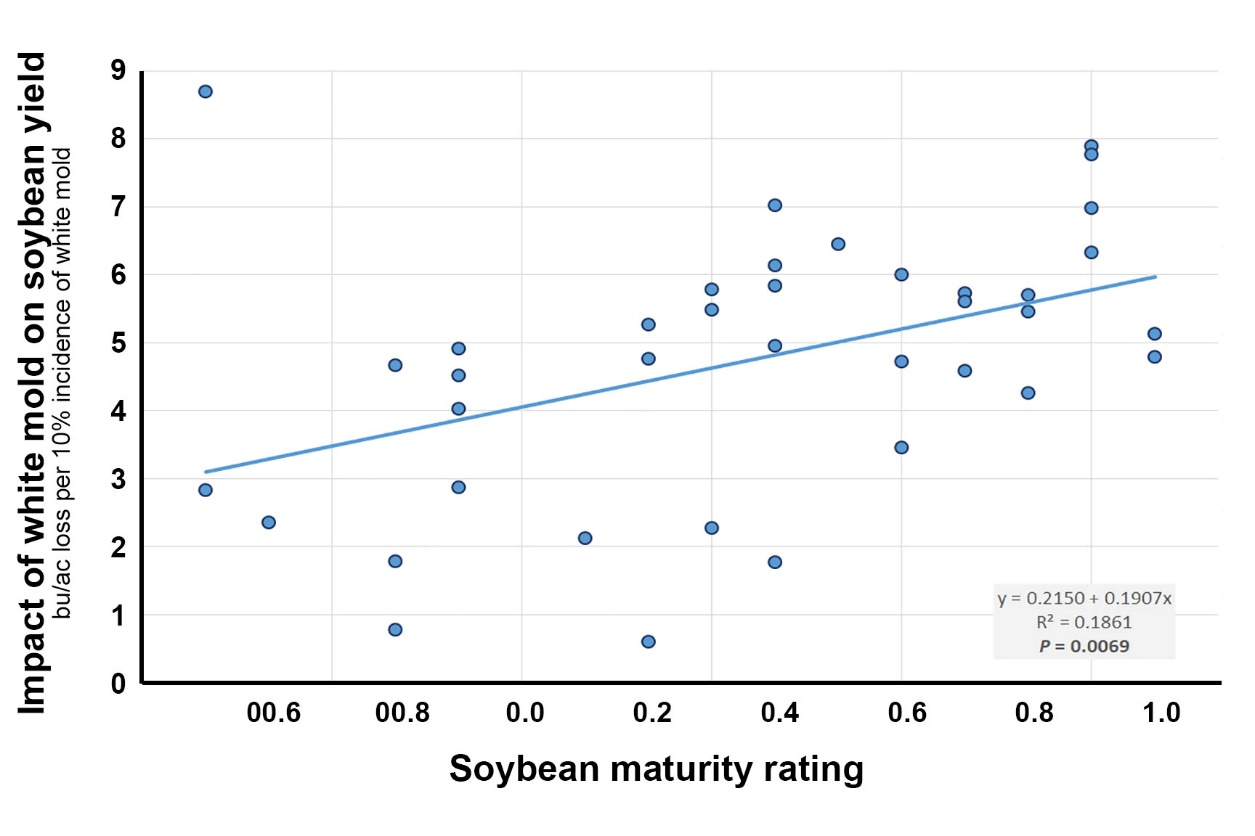 Impact of white mold on soybean yield
bu/ac loss per 10% incidence of white mold
9
8
7
6
5
4
3
2
1
0
y = 0.2150 + 0.1907x
R² = 0.1861
P = 0.0069
00.6 00.8 0.0 0.2 0.4 0.6 0.8 1.0
Soybean maturity rating